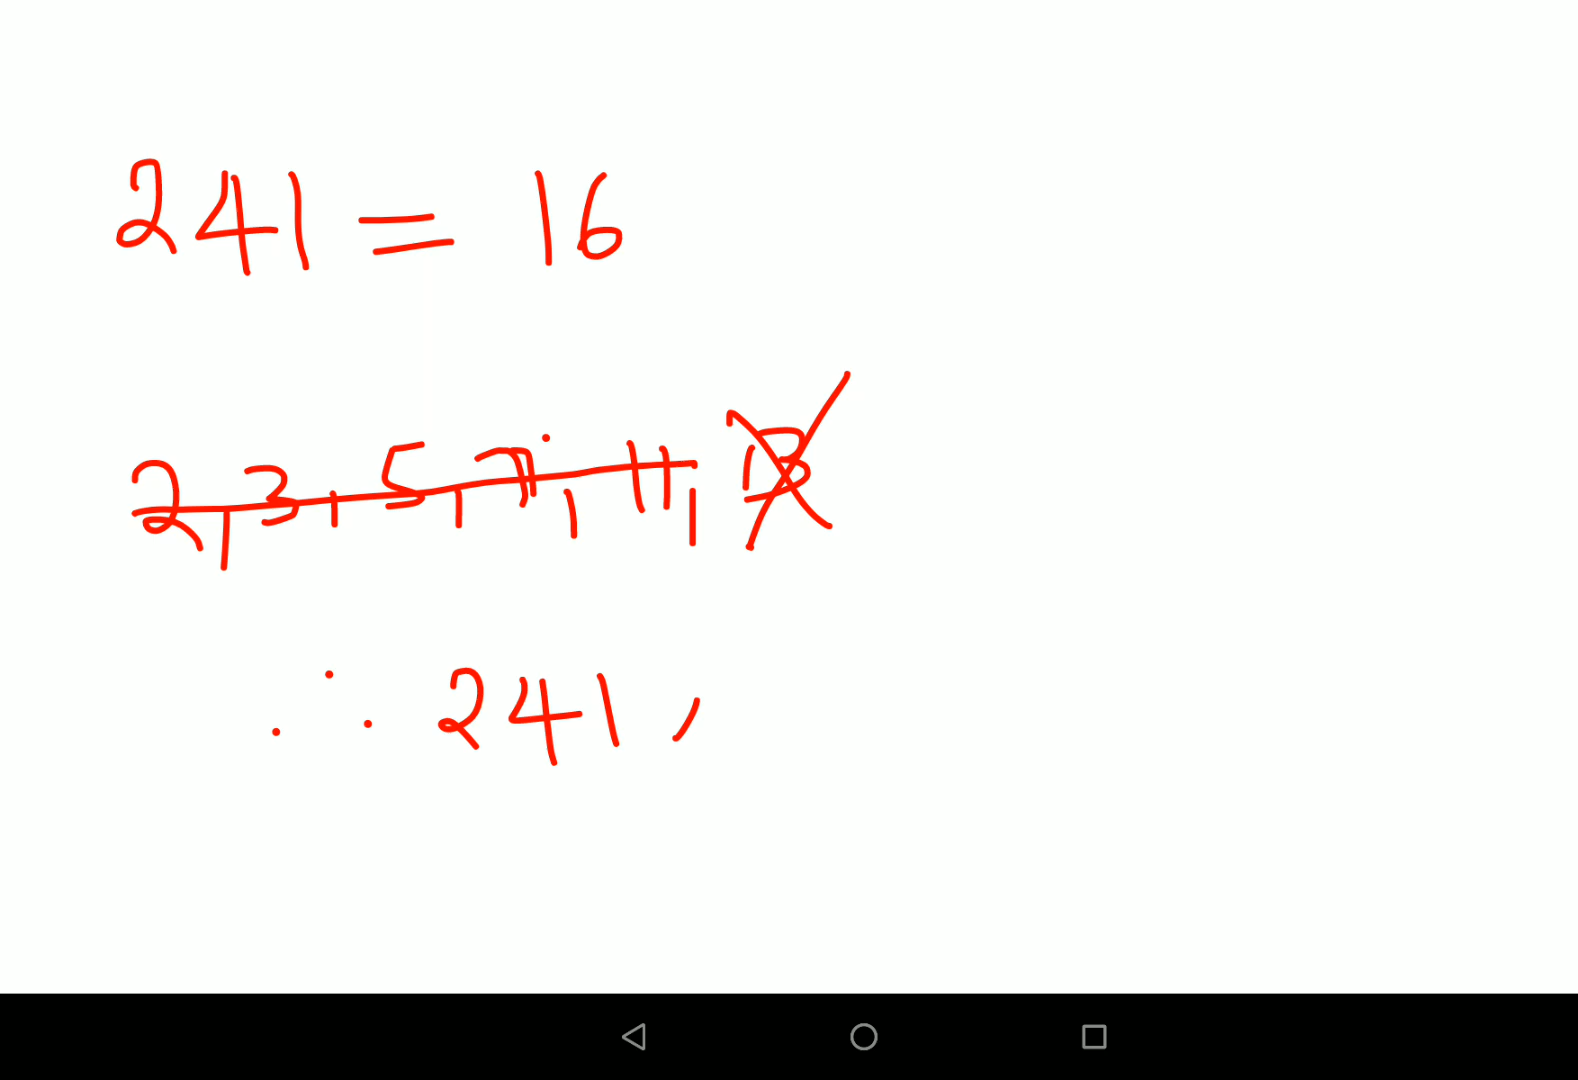 241 = 16
2, 3, 5, 7, 11, 13
∴ 241,